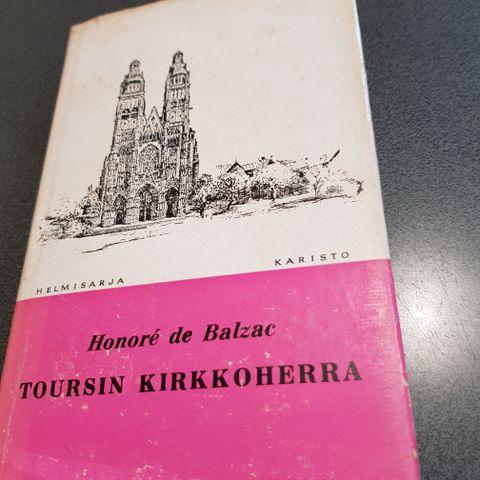 HELMISARJA KARISTO
Honoré de Balzac
TOURSIN KIRKKOHERRA